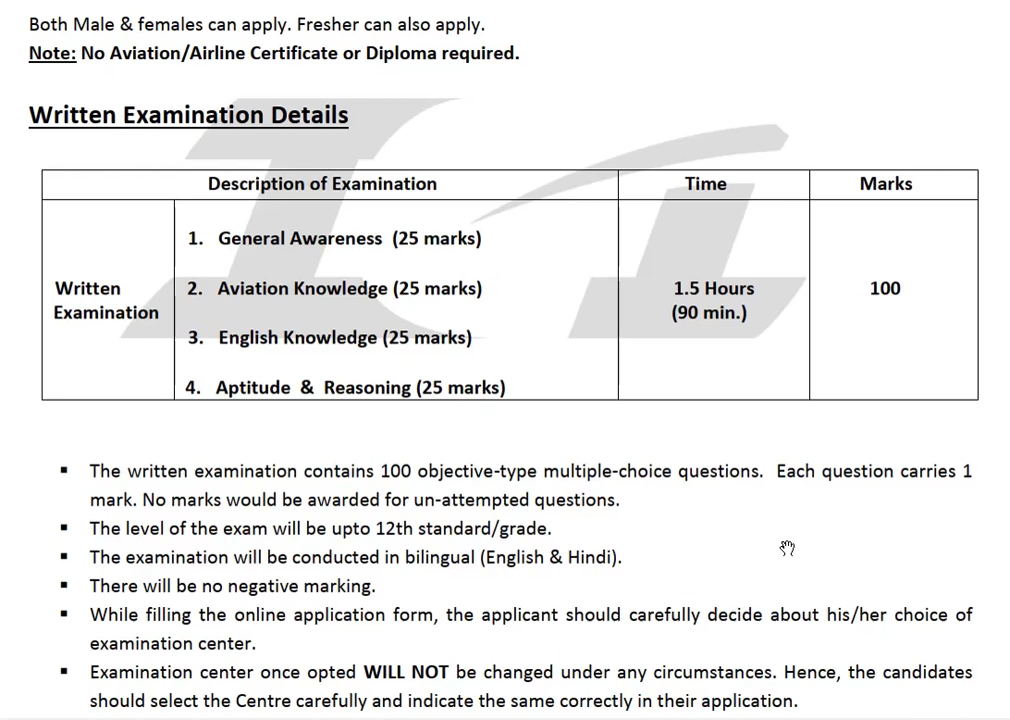 Both Male & females can apply. Fresher can also apply.
Note: No Aviation/Airline Certificate or Diploma required.
Written Examination Details
Description of Examination Time Marks
1. General Awareness (25 marks)
Written Examination
2. Aviation Knowledge (25 marks)
3. English Knowledge (25 marks)
4. Aptitude & Reasoning (25 marks)
1.5 Hours
(90 min.)
100
▪ The written examination contains 100 objective-type multiple-choice questions. Each question carries 1
mark. No marks would be awarded for un-attempted questions.
▪ The level of the exam will be upto 12th standard/grade.
▪ The examination will be conducted in bilingual (English & Hindi).
▪ There will be no negative marking.
▪ While filling the online application form, the applicant should carefully decide about his/her choice of
examination center.
▪ Examination center once opted WILL NOT be changed under any circumstances. Hence, the candidates
should select the Centre carefully and indicate the same correctly in their application.